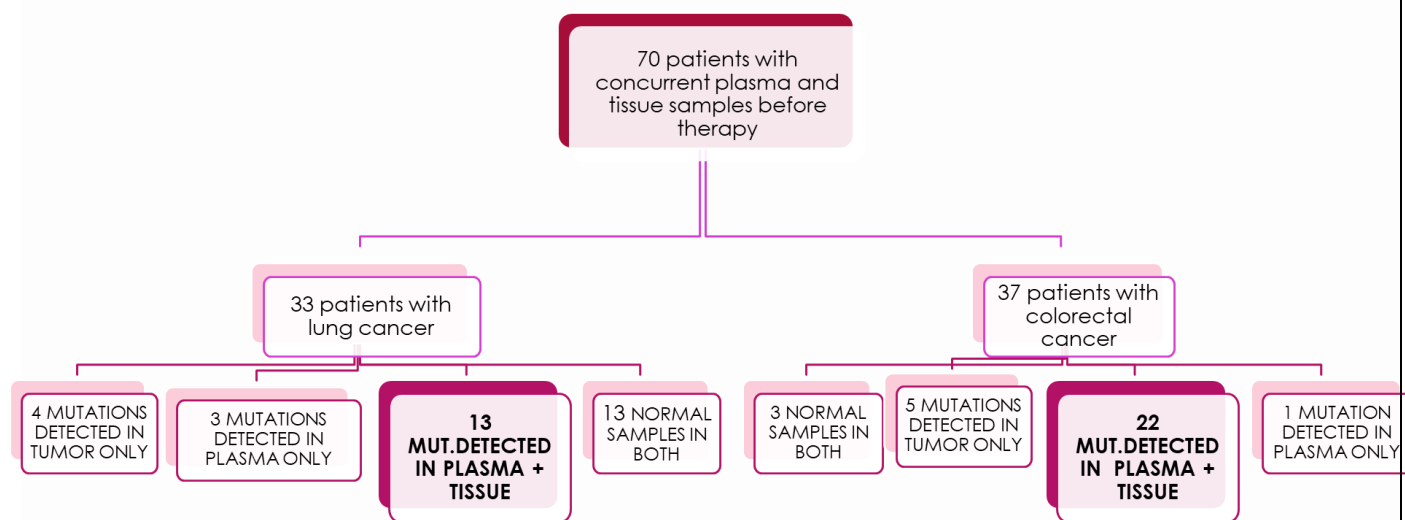 70 patients with
concurrent plasma and
tissue samples before
therapy
33 patients with
lung cancer
37 patients with
colorectal
cancer
4 MUTATIONS
DETECTED IN
TUMOR ONLY
3 MUTATIONS
DETECTED IN
PLASMA ONLY
13
MUT.DETECTED
IN PLASMA +
TISSUE
13 NORMAL
SAMPLES IN
BOTH
3 NORMAL
SAMPLES IN
BOTH
5 MUTATIONS
DETECTED IN
TUMOR ONLY
22
MUT.DETECTED
IN PLASMA +
TISSUE
1 MUTATION
DETECTED IN
PLASMA ONLY